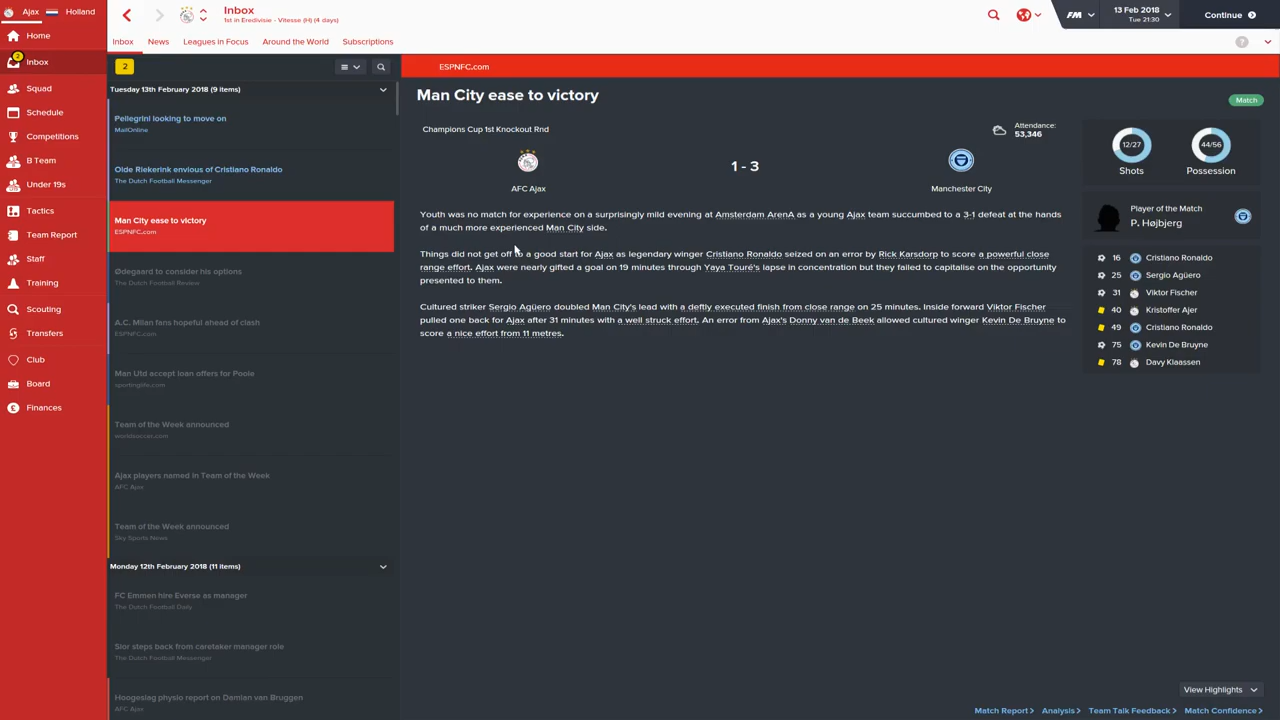 Ajax
Holland
Inbox
1st in Eredivisie - Vitesse (H) (4 days)
FM
13 Feb 2018
Tue 21:30
Continue
Home
2
Inbox
Squad
Schedule
Competitions
B Team
Under 19s
Tactics
Team Report
Staff
Training
Scouting
Transfers
Club
Board
Finances
Inbox
News
Leagues in Focus
Around the World
Subscriptions
?
2
Tuesday 13th February 2018 (9 items)
Pellegrini looking to move on
MailOnline
Olde Riekerink envious of Cristiano Ronaldo
The Dutch Football Messenger
Man City ease to victory
ESPNFC.com
Ødegaard to consider his options
The Dutch Football Review
A.C. Milan fans hopeful ahead of clash
ESPNFC.com
Man Utd accept loan offers for Poole
sportinglife.com
Team of the Week announced
worldsoccer.com
Ajax players named in Team of the Week
AFC Ajax
Team of the Week announced
Sky Sports News
Monday 12th February 2018 (11 items)
FC Emmen hire Everse as manager
The Dutch Football Daily
Slor steps back from caretaker manager role
The Dutch Football Messenger
Hoogeslag physio report on Damian van Bruggen
AFC Ajax
ESPNFC.com
Man City ease to victory
Match
Champions Cup 1st Knockout Rnd
Attendance:
53,346
AFC Ajax
1 - 3
Manchester City
Youth was no match for experience on a surprisingly mild evening at Amsterdam ArenA as a young Ajax team succumbed to a 3-1 defeat at the hands
of a much more experienced Man City side.
Things did not get off to a good start for Ajax as legendary winger Cristiano Ronaldo seized on an error by Rick Karsdorp to score a powerful close
range effort. Ajax were nearly gifted a goal on 19 minutes through Yaya Touré's lapse in concentration but they failed to capitalise on the opportunity
presented to them.
Cultured striker Sergio Agüero doubled Man City's lead with a deftly executed finish from close range on 25 minutes. Inside forward Viktor Fischer
pulled one back for Ajax after 31 minutes with a well struck effort. An error from Ajax's Donny van de Beek allowed cultured winger Kevin De Bruyne to
score a nice effort from 11 metres.
12/27
Shots
44/56
Possession
Player of the Match
P. Højbjerg
16 Cristiano Ronaldo
25 Sergio Agüero
31 Viktor Fischer
40 Kristoffer Ajer
49 Cristiano Ronaldo
75 Kevin De Bruyne
78 Davy Klaassen
View Highlights
Match Report>
Analysis>
Team Talk Feedback>
Match Confidence>